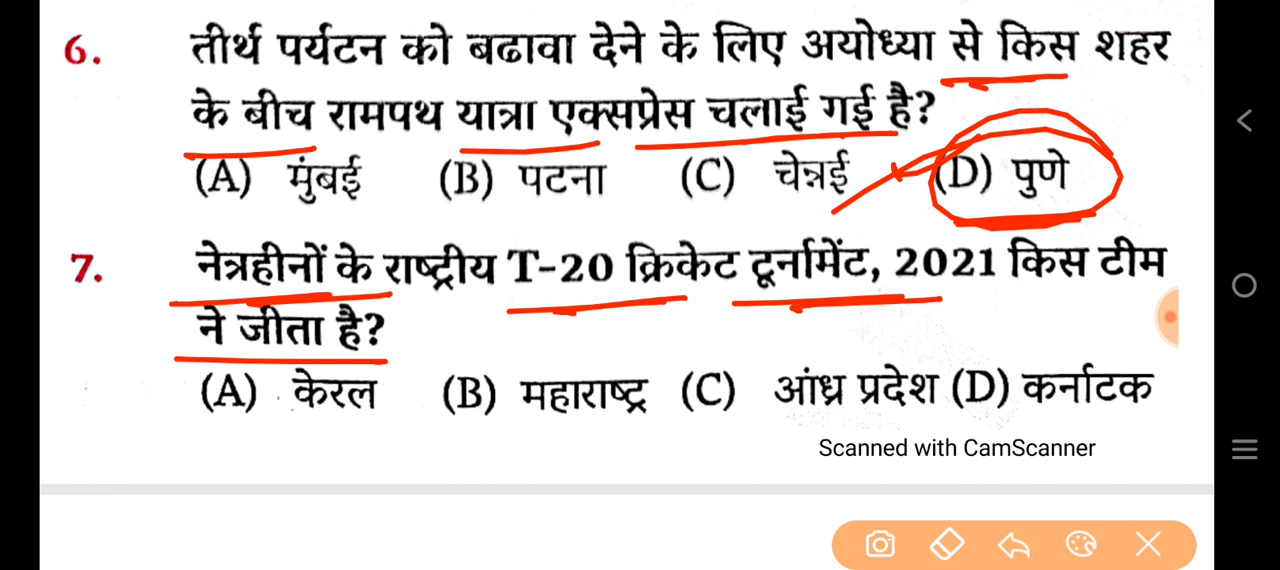 6. तीर्थ पर्यटन को बढावा देने के लिए अयोध्या से किस शहर
के बीच रामपथ यात्रा एक्सप्रेस चलाई गई है?
(A) मुंबई (B) पटना (C) चेन्नई (D) पुणे
7. नेत्रहीनों के राष्ट्रीय T-20 क्रिकेट टूर्नामेंट, 2021 किस टीम
ने जीता है?
(A) केरल (B) महाराष्ट्र (C) आंध्र प्रदेश (D) कर्नाटक
Scanned with CamScanner